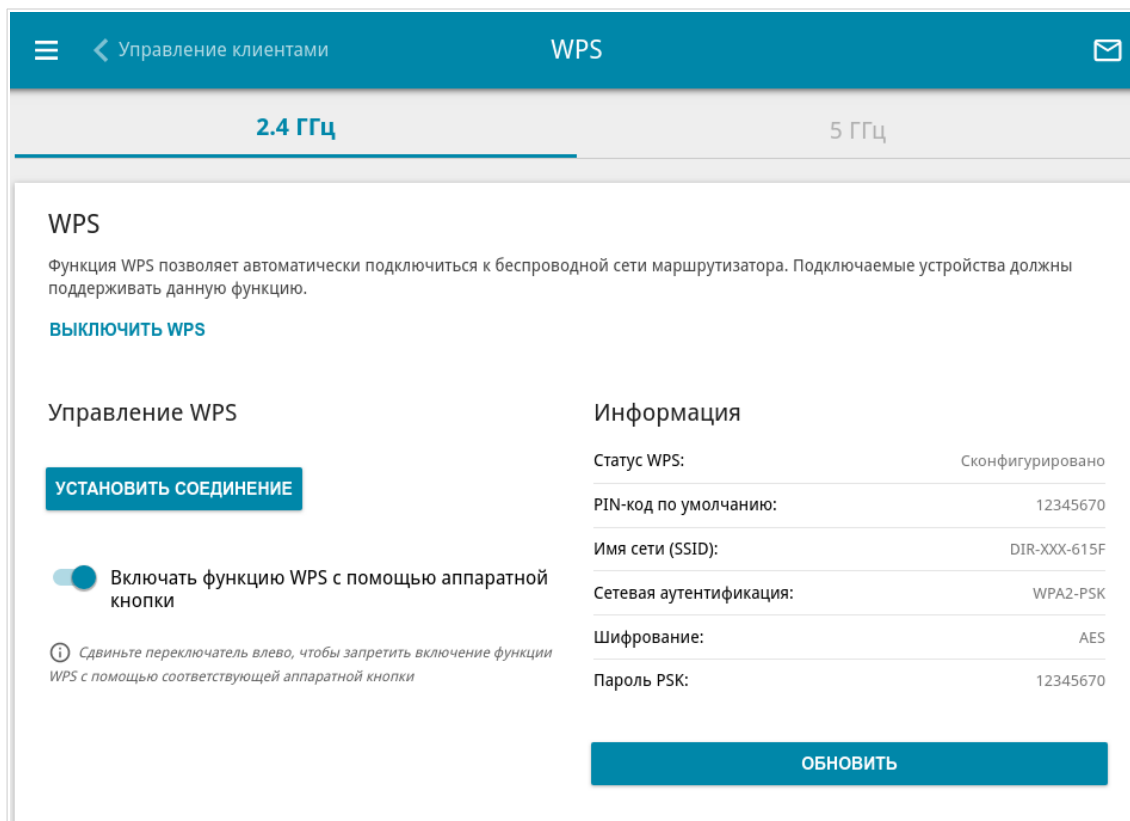 Управление клиентами
WPS
2.4 ГГц
5 ГГц
WPS
Функция WPS позволяет автоматически подключиться к беспроводной сети маршрутизатора. Подключаемые устройства должны
поддерживать данную функцию.
ВЫКЛЮЧИТЬ WPS
Управление WPS
УСТАНОВИТЬ СОЕДИНЕНИЕ
Включать функцию WPS с помощью аппаратной
кнопки
Сдвиньте переключатель влево, чтобы запретить включение функции
WPS с помощью соответствующей аппаратной кнопки
Информация
Статус WPS: Сконфигурировано
PIN-код по умолчанию: 12345670
Имя сети (SSID): DIR-XXX-615F
Сетевая аутентификация: WPA2-PSK
Шифрование: AES
Пароль PSK: 12345670
ОБНОВИТЬ